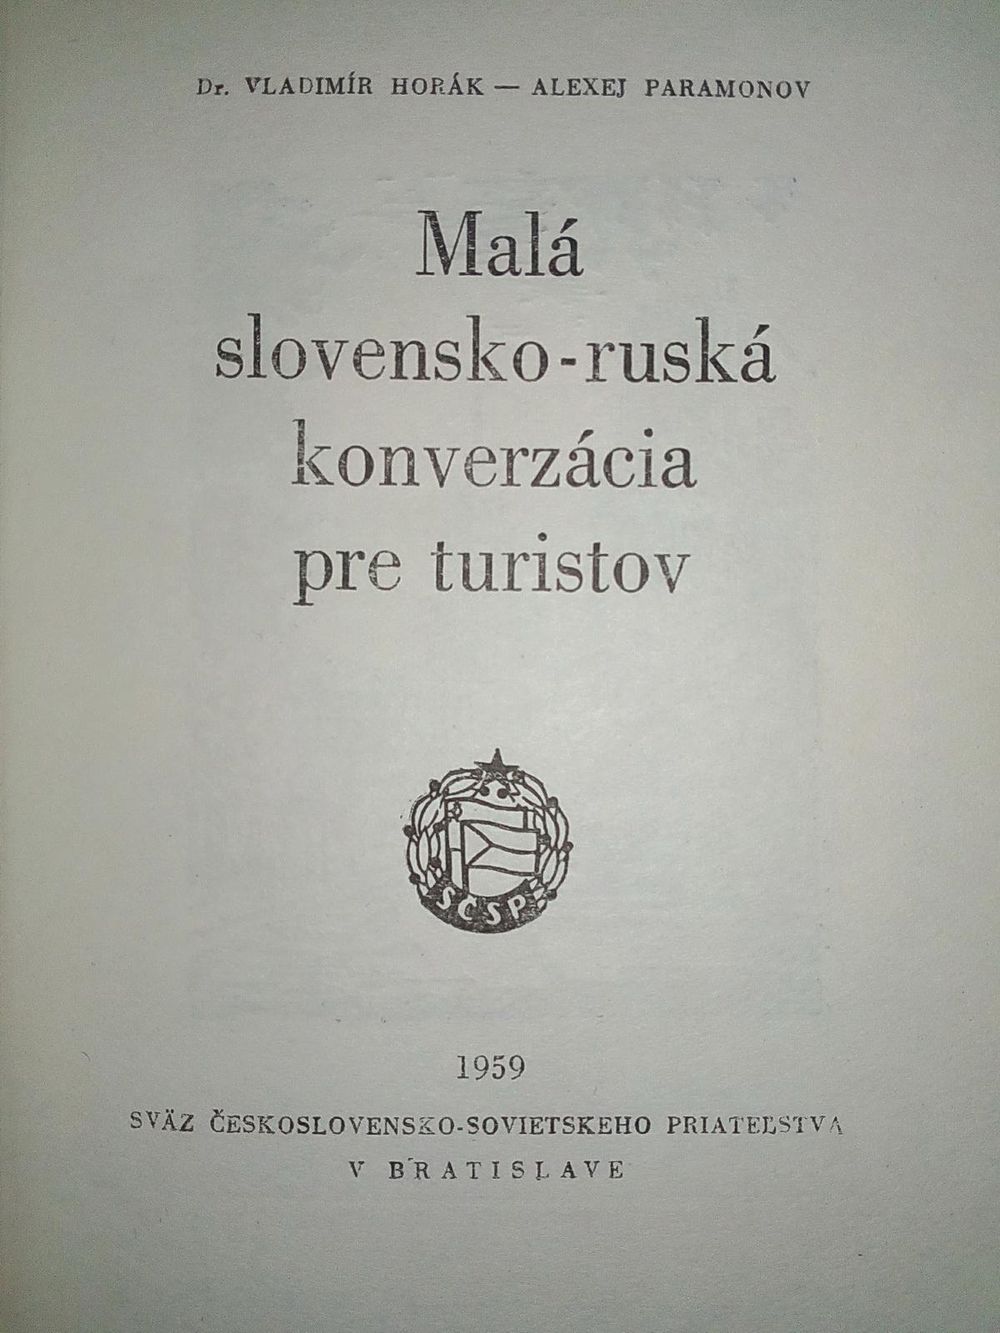 Dr. VLADIMÍR HORÁK — ALEXEJ PARAMONOV
Malá
slovensko-ruská
konverzácia
pre turistov
SČSP
1959
SVÄZ ČESKOSLOVENSKO-SOVIETSKEHO PRIATEĽSTVA
V BRATISLAVE